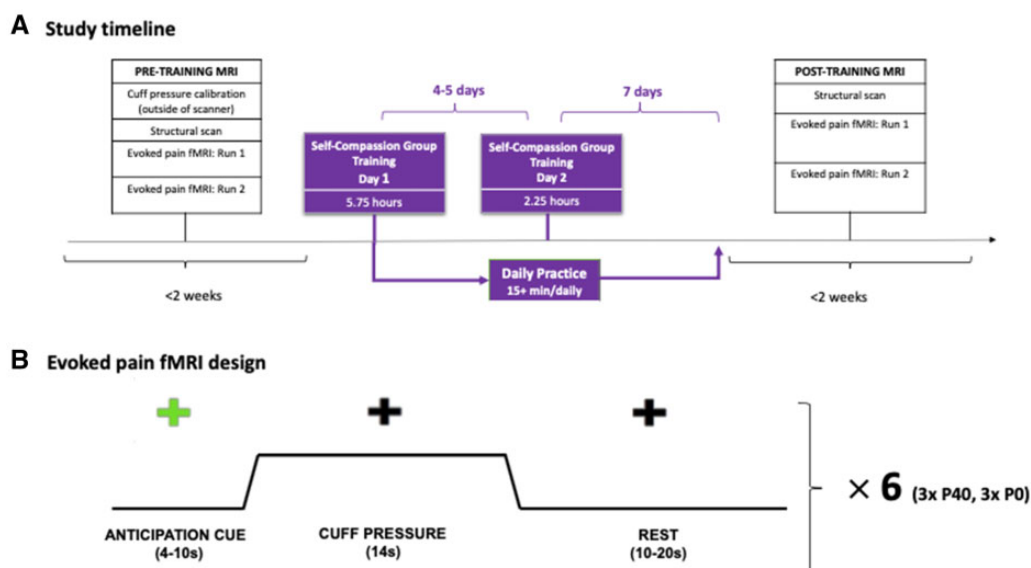 A Study timeline
PRE-TRAINING MRI
Cuff pressure calibration
(outside of scanner)
Structural scan
Evoked pain fMRI: Run 1
Evoked pain fMRI: Run 2
4-5 days
7 days
Self-Compassion Group
Training
Day 1
5.75 hours
Self-Compassion Group
Training
Day 2
2.25 hours
POST-TRAINING MRI
Structural scan
Evoked pain fMRI: Run 1
Evoked pain fMRI: Run 2
Daily Practice
15+ min/daily
<2 weeks
<2 weeks
B Evoked pain fMRI design
ANTICIPATION CUE
(4-10s)
CUFF PRESSURE
(14s)
REST
(10-20s)
× 6 (3x P40, 3x P0)